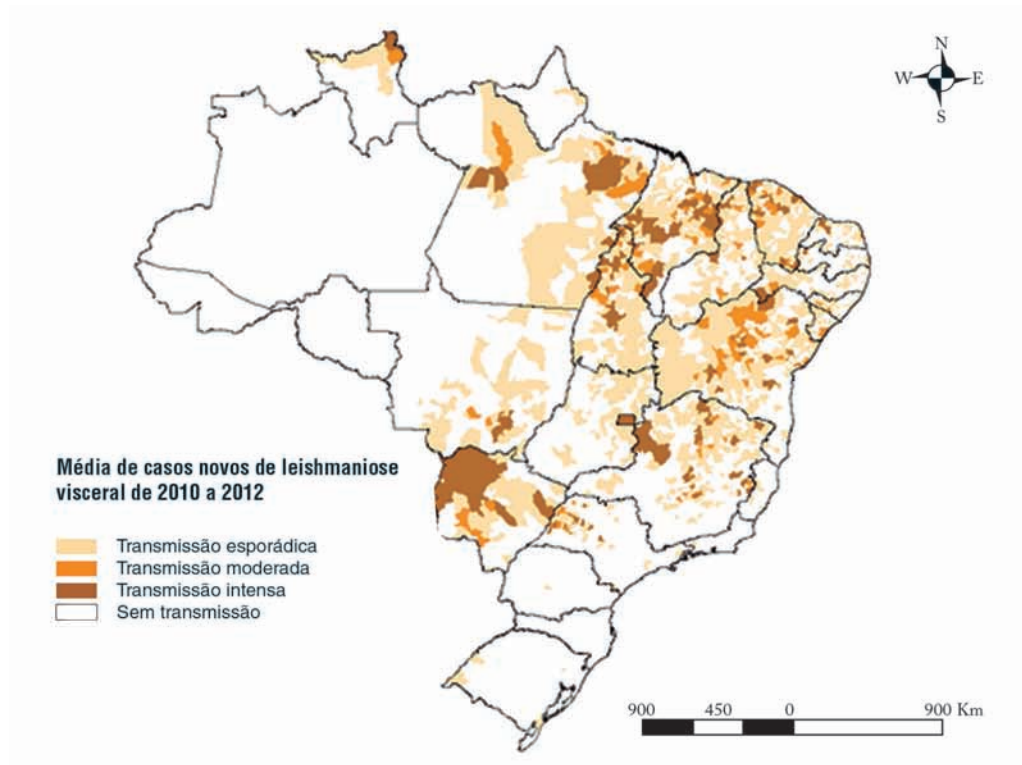 N
W E
S
Média de casos novos de leishmaniose
visceral de 2010 a 2012
Transmissão esporádica
Transmissão moderada
Transmissão intensa
Sem transmissão
900 450 0 900 Km